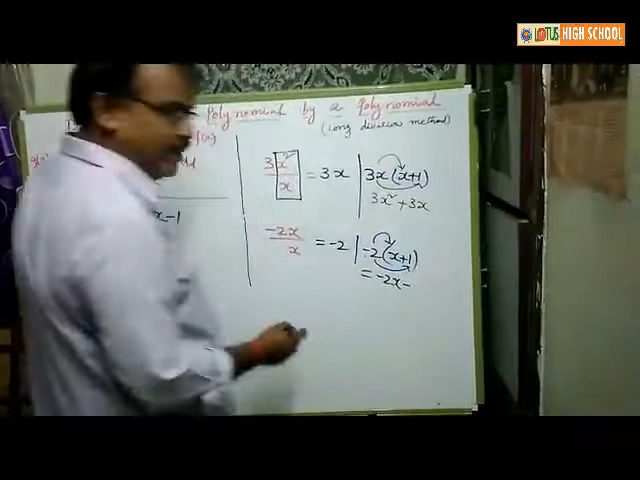 LOTUS HIGH SCHOOL
Polynomial by a polynomial
(Long division method)
3x²/x = 3x | 3x(x+1)
3x²+3x
x-1
-2x/x = -2 | -2(x+1)
= -2x-